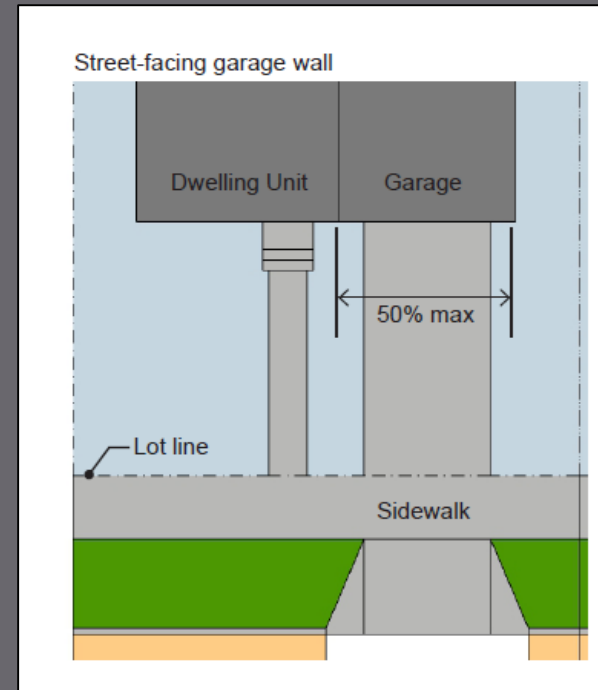 Street-facing garage wall
Dwelling Unit
Garage
50% max
Lot line
Sidewalk